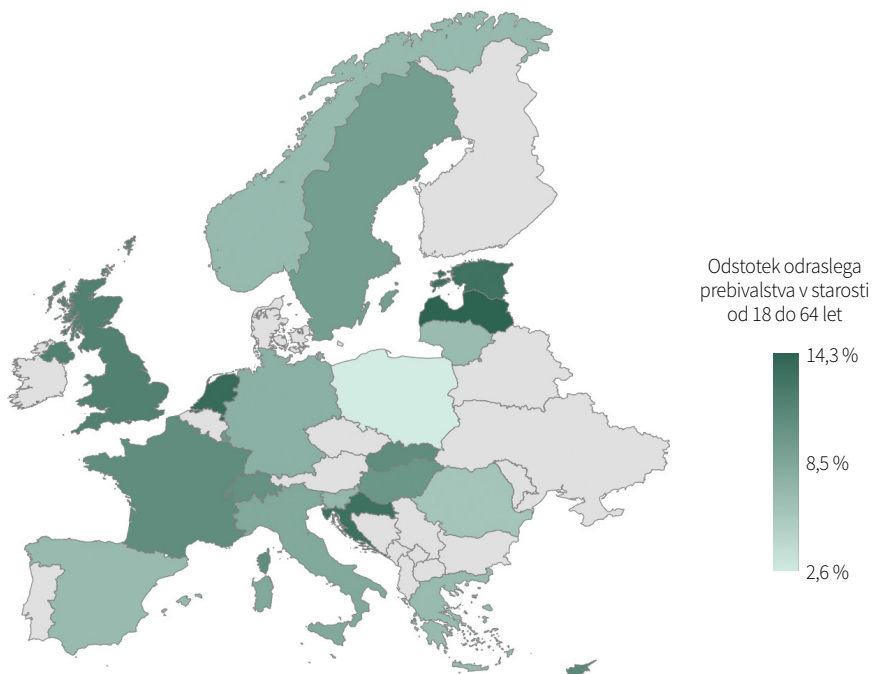 Odstotek odraslega
prebivalstva v starosti
od 18 do 64 let
14,3 %
8,5 %
2,6 %